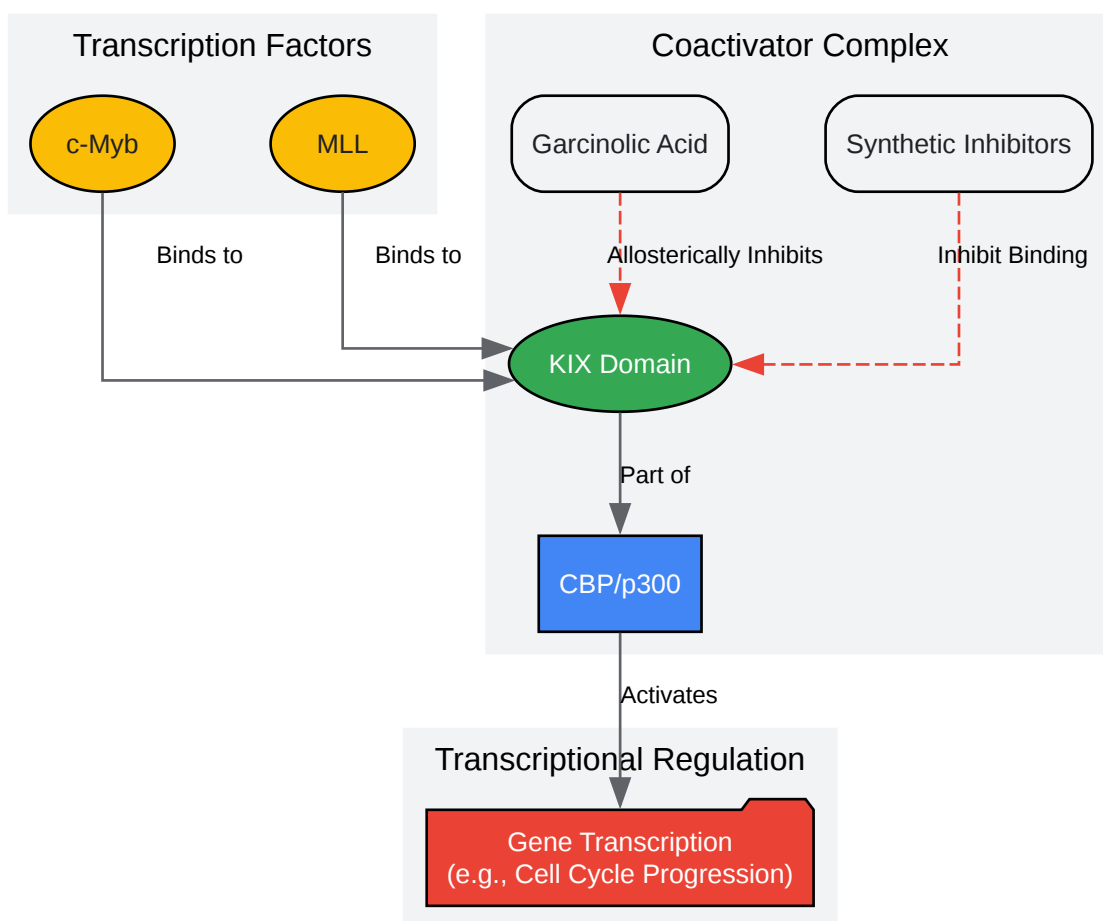 Transcription Factors
Coactivator Complex
c-Myb
MLL
Garcinolic Acid
Synthetic Inhibitors
Binds to
Binds to
Allosterically Inhibits
Inhibit Binding
KIX Domain
Part of
CBP/p300
Activates
Transcriptional Regulation
Gene Transcription
(e.g., Cell Cycle Progression)